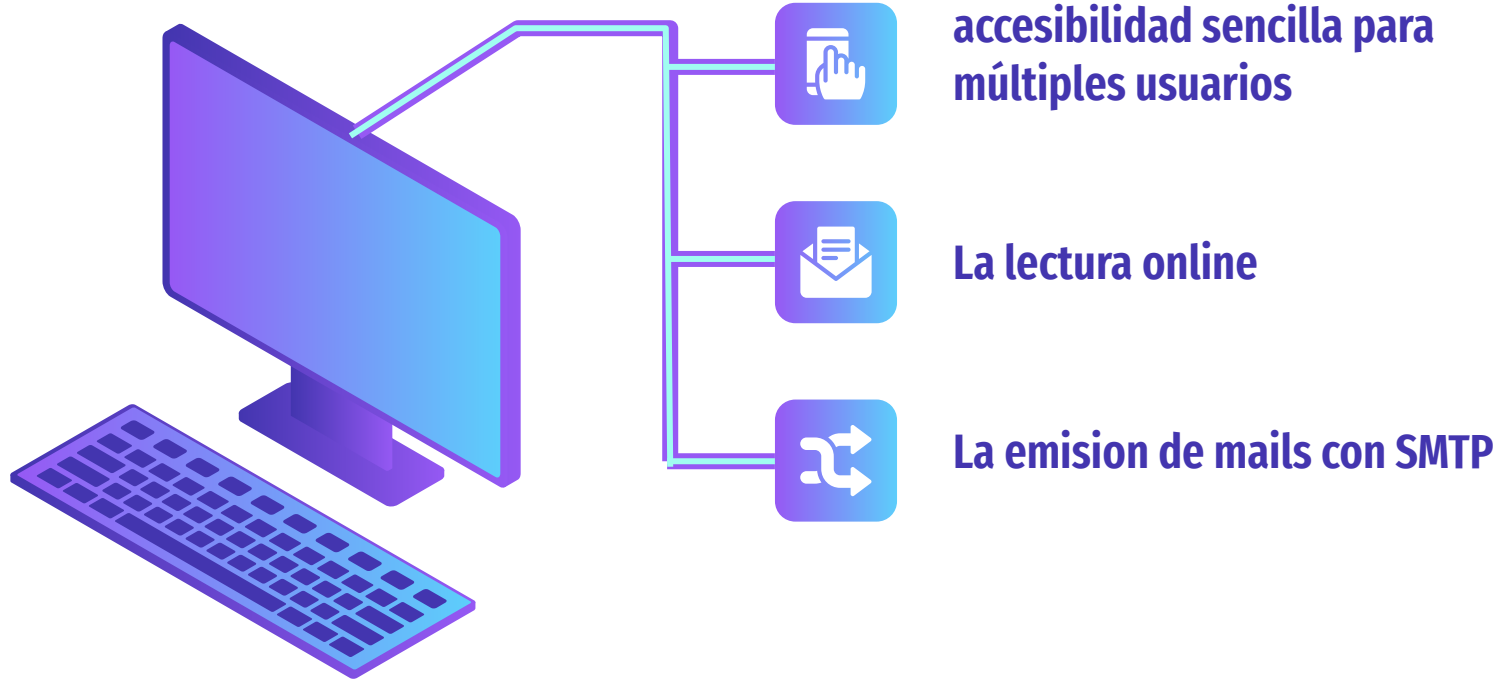 accesibilidad sencilla para
múltiples usuarios
La lectura online
La emision de mails con SMTP